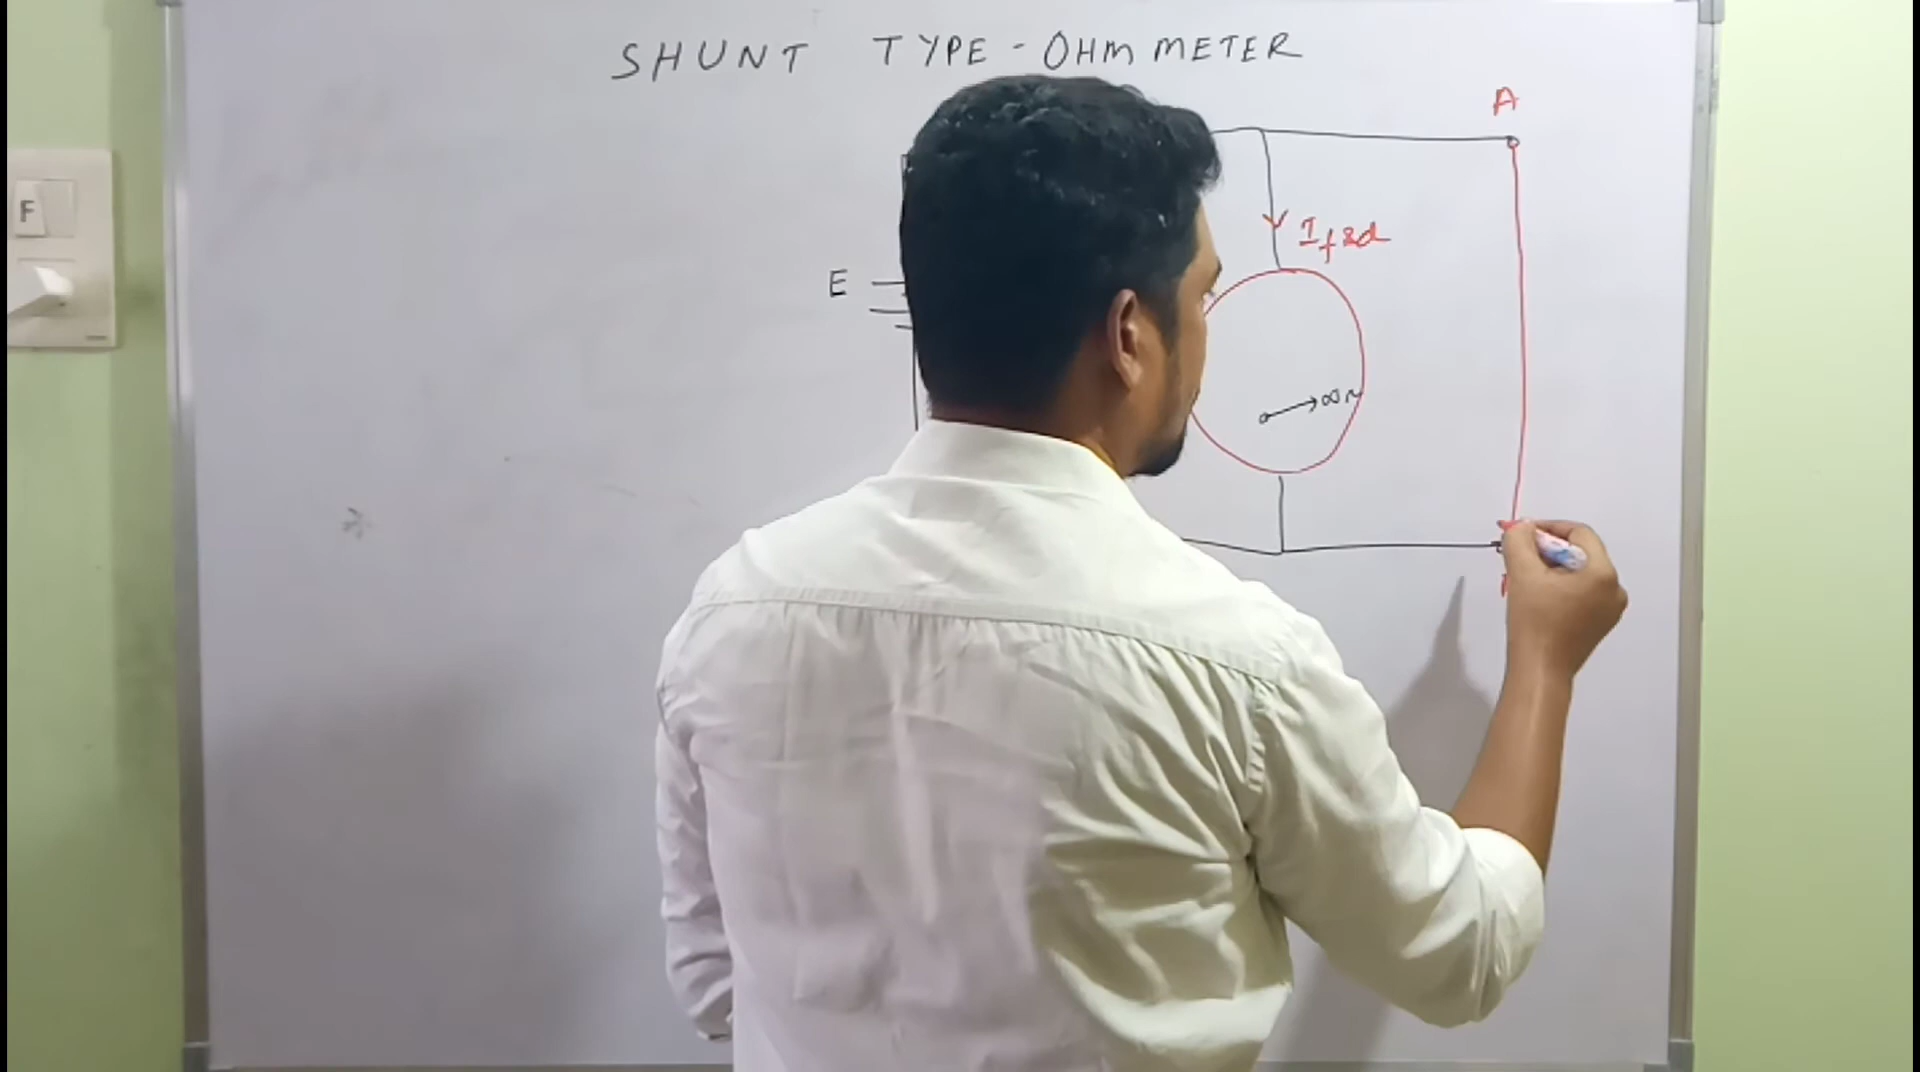 SHUNT TYPE-OHMMETER
A
F
I fsd
E
∞Ω